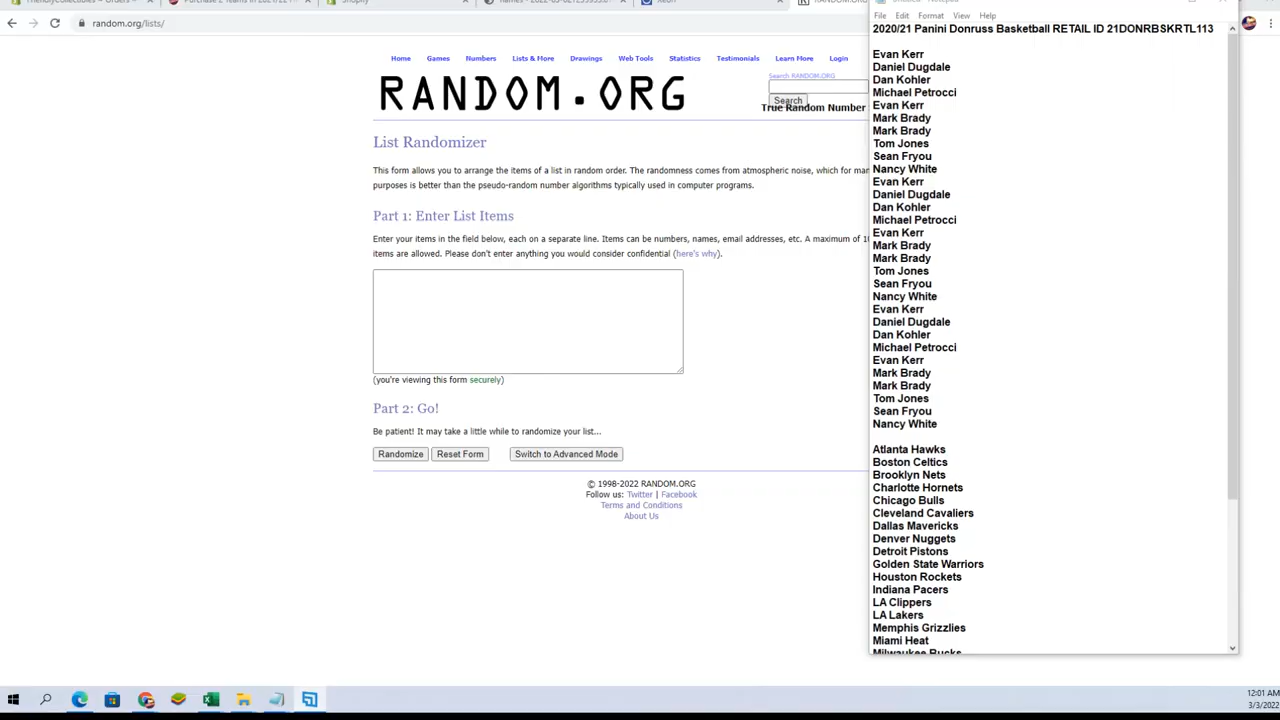 random.org/lists/
Home Games Numbers Lists & More Drawings Web Tools Statistics Testimonials Learn More Login
RANDOM.ORG
Search RANDOM.ORG
Search
True Random Number
List Randomizer
This form allows you to arrange the items of a list in random order. The randomness comes from atmospheric noise, which for
purposes is better than the pseudo-random number algorithms typically used in computer programs.
Part 1: Enter List Items
Enter your items in the field below, each on a separate line. Items can be numbers, names, email addresses, etc. A maximum of
items are allowed. Please don't enter anything you would consider confidential (here's why).
(you're viewing this form securely)
Part 2: Go!
Be patient! It may take a little while to randomize your list...
Randomize Reset Form Switch to Advanced Mode
© 1998-2022 RANDOM.ORG
Follow us: Twitter | Facebook
Terms and Conditions
About Us
File Edit Format View Help
2020/21 Panini Donruss Basketball RETAIL ID 21DONRBSKRTL113
Evan Kerr
Daniel Dugdale
Dan Kohler
Michael Petrocci
Evan Kerr
Mark Brady
Mark Brady
Tom Jones
Sean Fryou
Nancy White
Evan Kerr
Daniel Dugdale
Dan Kohler
Michael Petrocci
Evan Kerr
Mark Brady
Mark Brady
Tom Jones
Sean Fryou
Nancy White
Evan Kerr
Daniel Dugdale
Dan Kohler
Michael Petrocci
Evan Kerr
Mark Brady
Mark Brady
Tom Jones
Sean Fryou
Nancy White
Atlanta Hawks
Boston Celtics
Brooklyn Nets
Charlotte Hornets
Chicago Bulls
Cleveland Cavaliers
Dallas Mavericks
Denver Nuggets
Detroit Pistons
Golden State Warriors
Houston Rockets
Indiana Pacers
LA Clippers
LA Lakers
Memphis Grizzlies
Miami Heat
Milwaukee Bucks
12:01 AM
3/3/2022